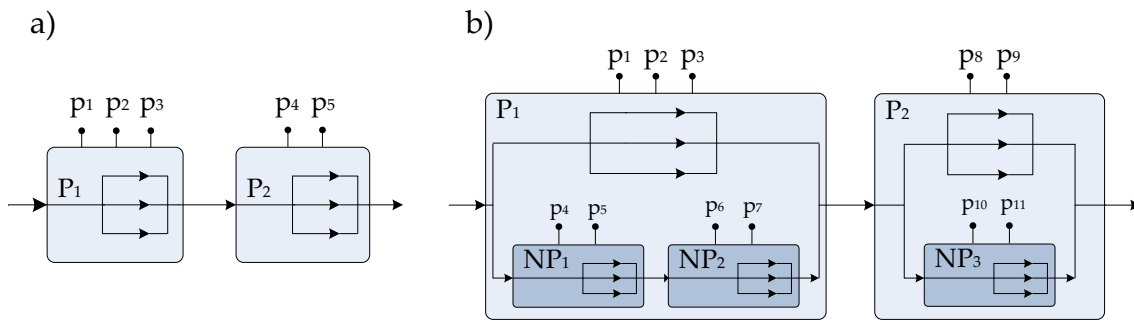 a)
p1 p2 p3
p4 p5
P1
P2
b)
p1 p2 p3
p8 p9
P1
P2
p4 p5
p6 p7
p10 p11
NP1
NP2
NP3